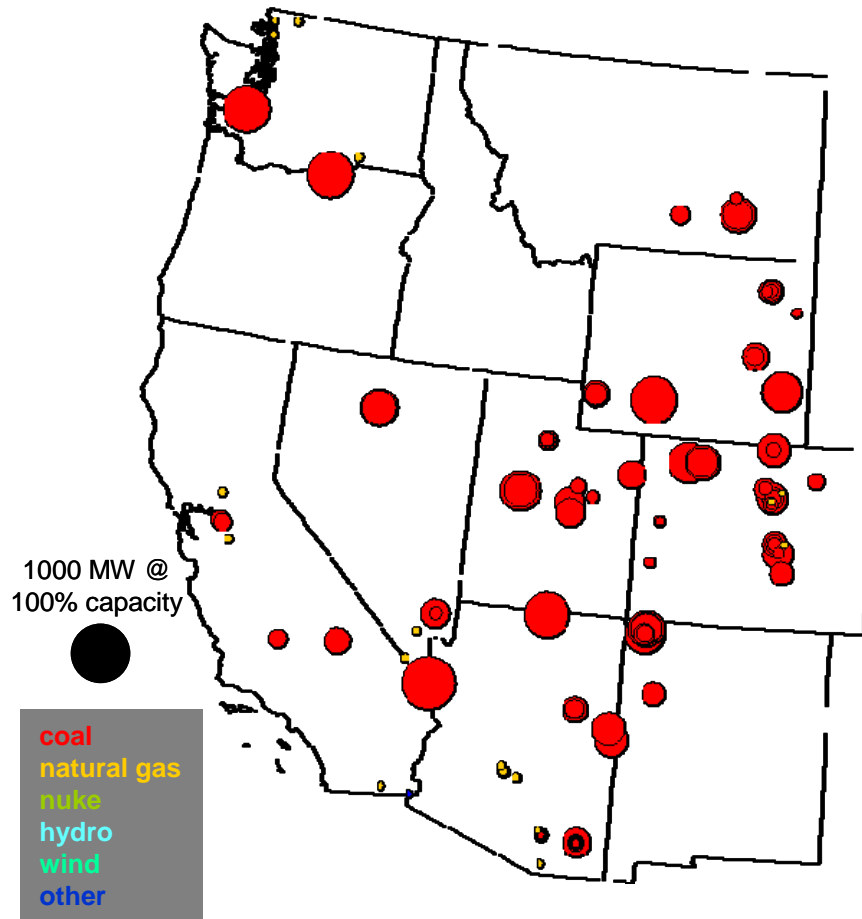 1000 MW @
100% capacity
coal
natural gas
nuke
hydro
wind
other